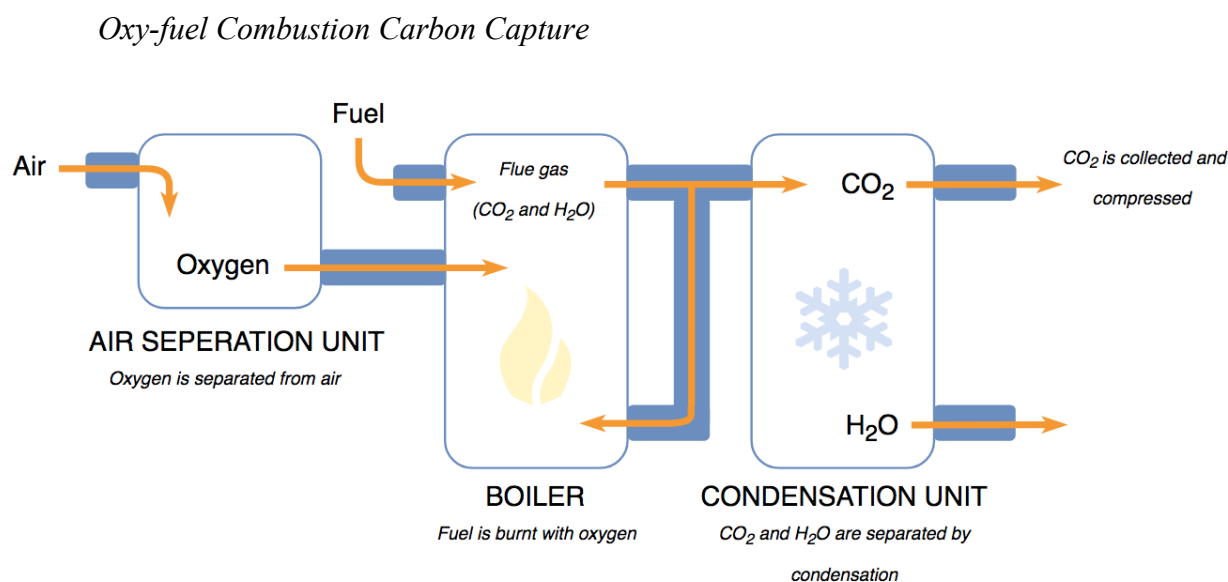 Oxy-fuel Combustion Carbon Capture
Air
Oxygen
AIR SEPERATION UNIT
Oxygen is separated from air
Fuel
Flue gas
(CO₂ and H₂O)
BOILER
Fuel is burnt with oxygen
CO₂
H₂O
CONDENSATION UNIT
CO₂ and H₂O are separated by
condensation
CO₂ is collected and
compressed